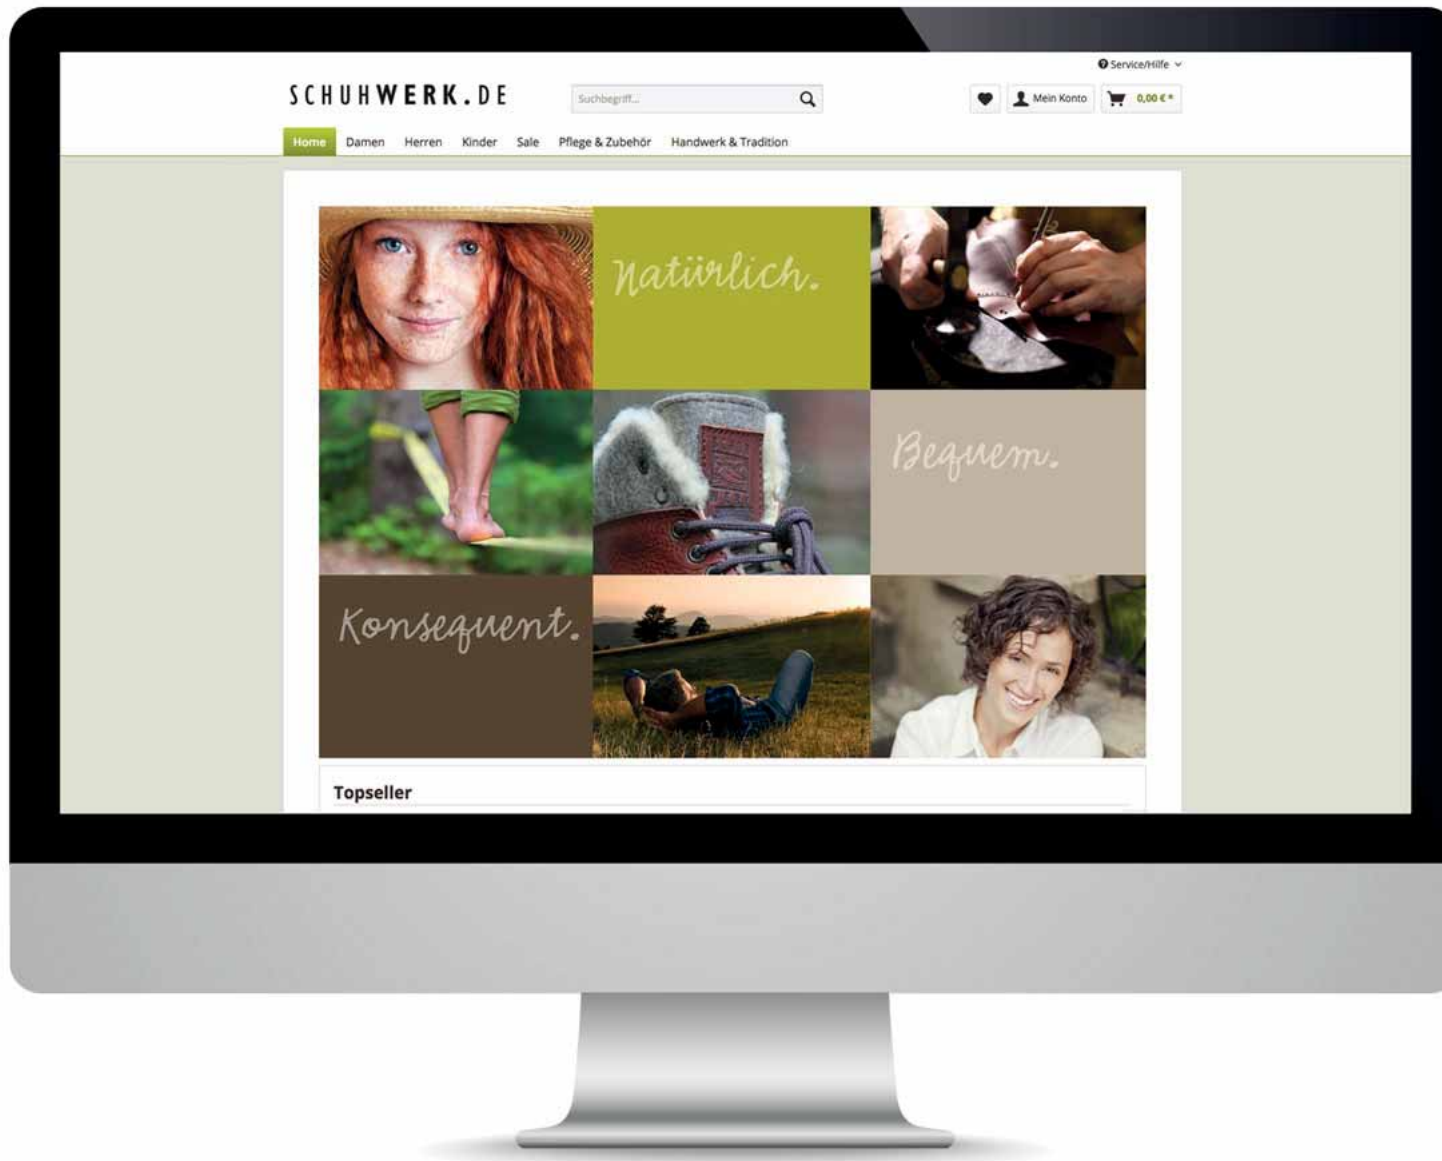 Service/Hilfe
SCHUHWERK.DE
Suchbegriff...
Mein Konto
0,00 € *
Home Damen Herren Kinder Sale Pflege & Zubehör Handwerk & Tradition
Natürlich.
Bequem.
Konsequent.
Topseller